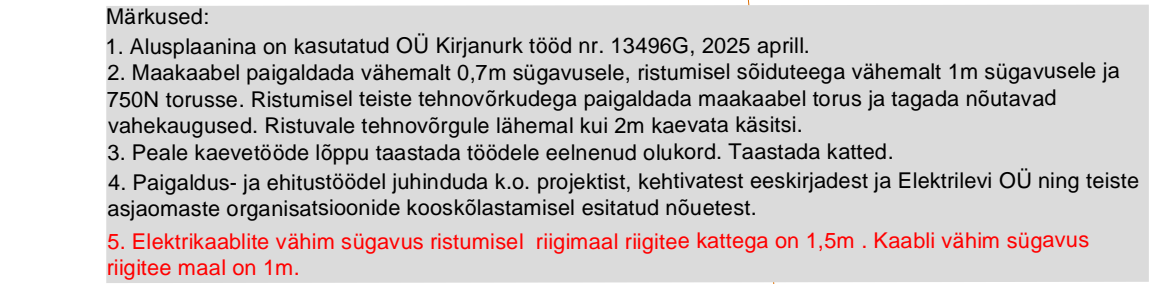 Märkused:
1. Alusplaanina on kasutatud OÜ Kirjanurk tööd nr. 13496G, 2025 aprill.
2. Maakaabel paigaldada vähemalt 0,7m sügavusele, ristumisel sõiduteega vähemalt 1m sügavusele ja
750N torusse. Ristumisel teiste tehnovõrkudega paigaldada maakaabel torus ja tagada nõutavad
vahekaugused. Ristuvale tehnovõrgule lähemal kui 2m kaevata käsitsi.
3. Peale kaevetööde lõppu taastada töödele eelnenud olukord. Taastada katted.
4. Paigaldus- ja ehitustöödel juhinduda k.o. projektist, kehtivatest eeskirjadest ja Elektrilevi OÜ ning teiste
asjaomaste organisatsioonide kooskõlastamisel esitatud nõuetest.
5. Elektrikaablite vähim sügavus ristumisel  riigimaal riigitee kattega on 1,5m . Kaabli vähim sügavus
riigitee maal on 1m.